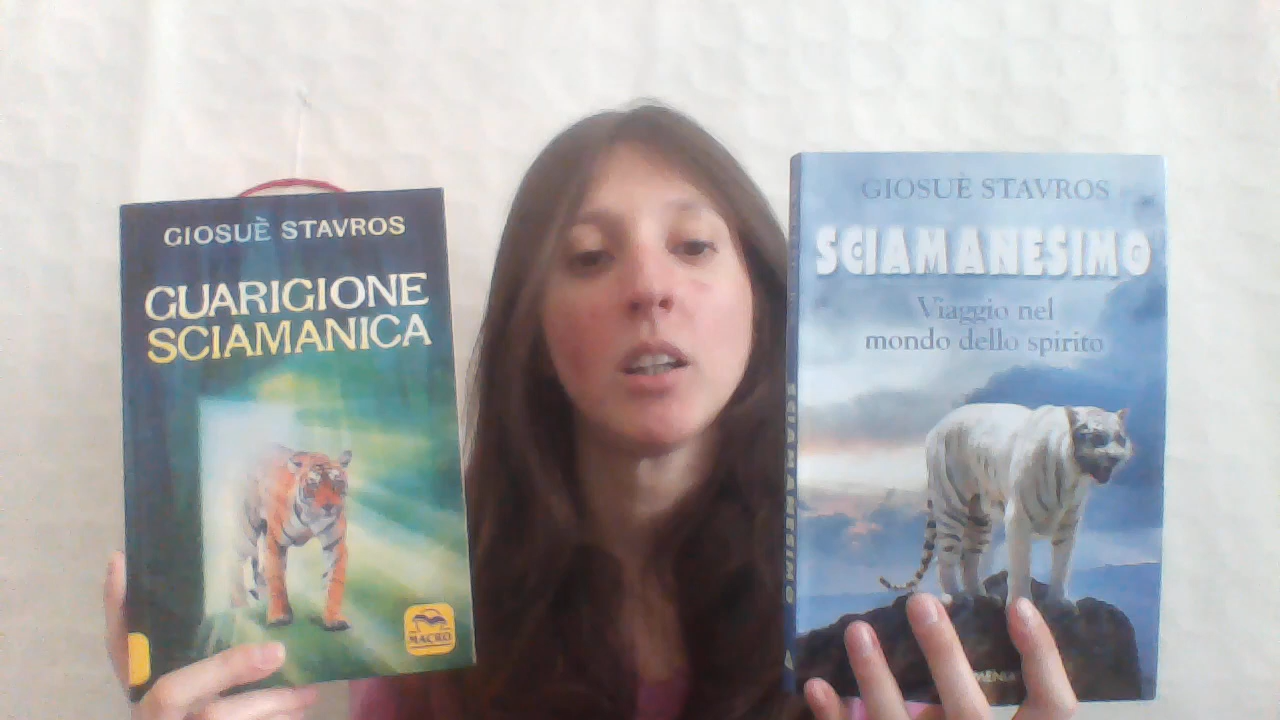 GIOSUÈ STAVROS
GUARIGIONE
SCIAMANICA
MACRO
GIOSUÈ STAVROS
SCIAMANESIMO
Viaggio nel
mondo dello spirito
SCIAMANESIMO